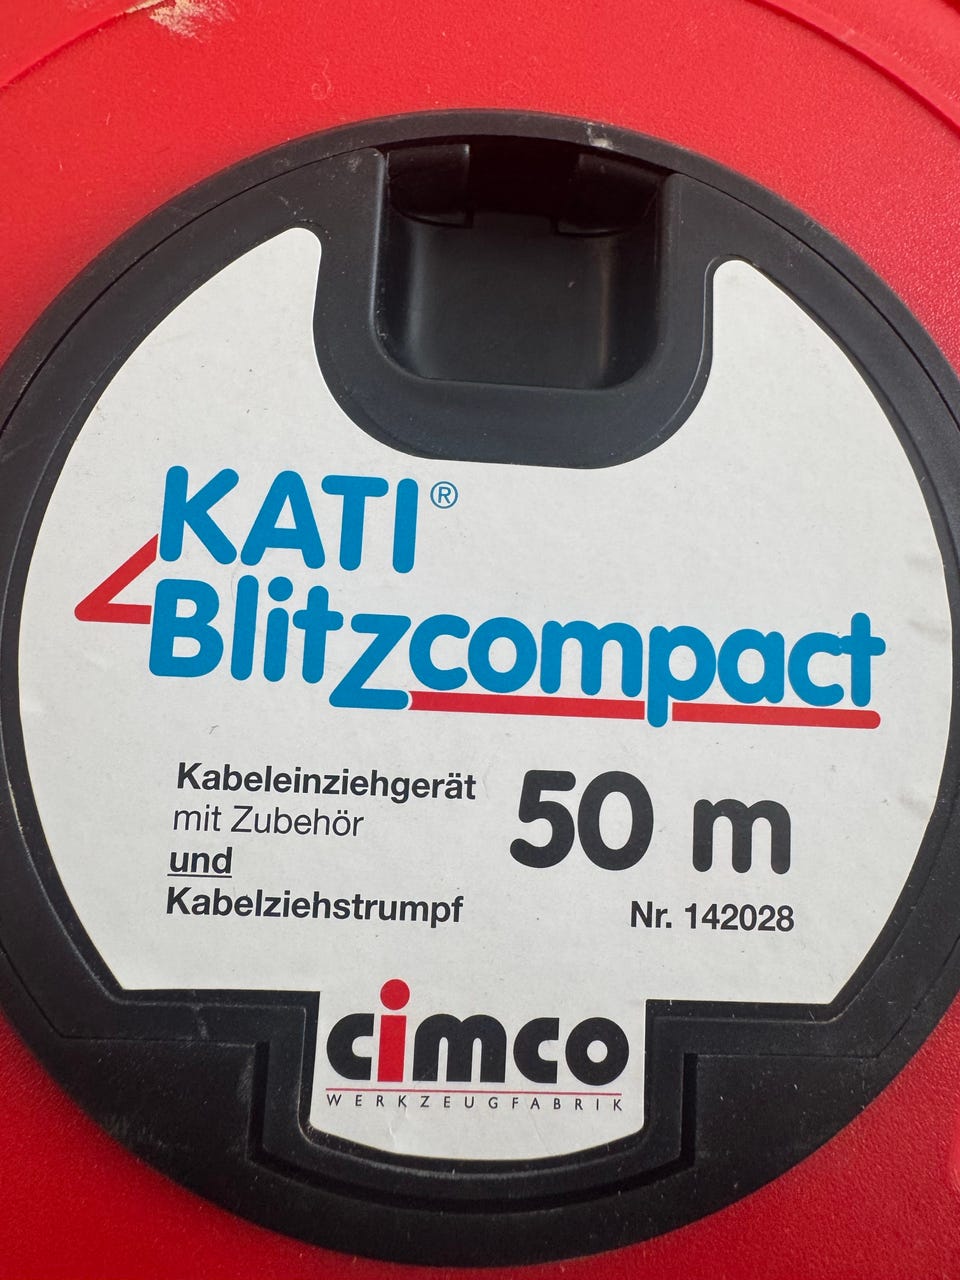 KATI®
Blitzcompact
Kabeleinziehgerät
mit Zubehör
und
Kabelziehstrumpf
50 m
Nr. 142028
cimco
WERKZEUGFABRIK